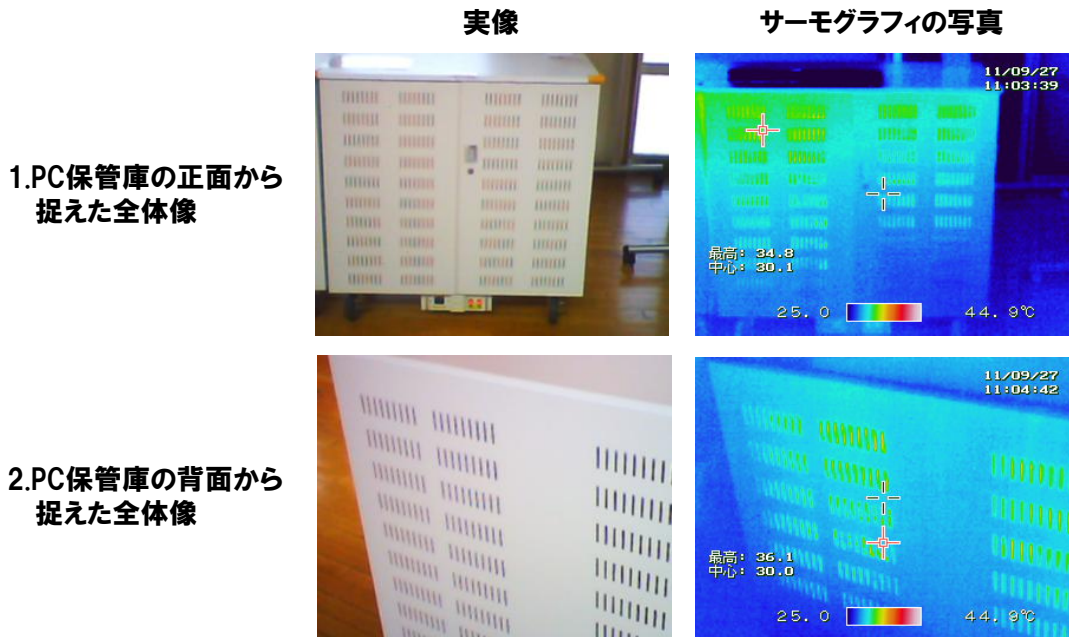 実像
サーモグラフィの写真
1.PC保管庫の正面から
捉えた全体像
11/09/27
11:03:39
最高: 34.8
中心: 30.1
25.0 44.9℃
2.PC保管庫の背面から
捉えた全体像
11/09/27
11:04:42
最高: 36.1
中心: 30.0
25.0 44.9℃